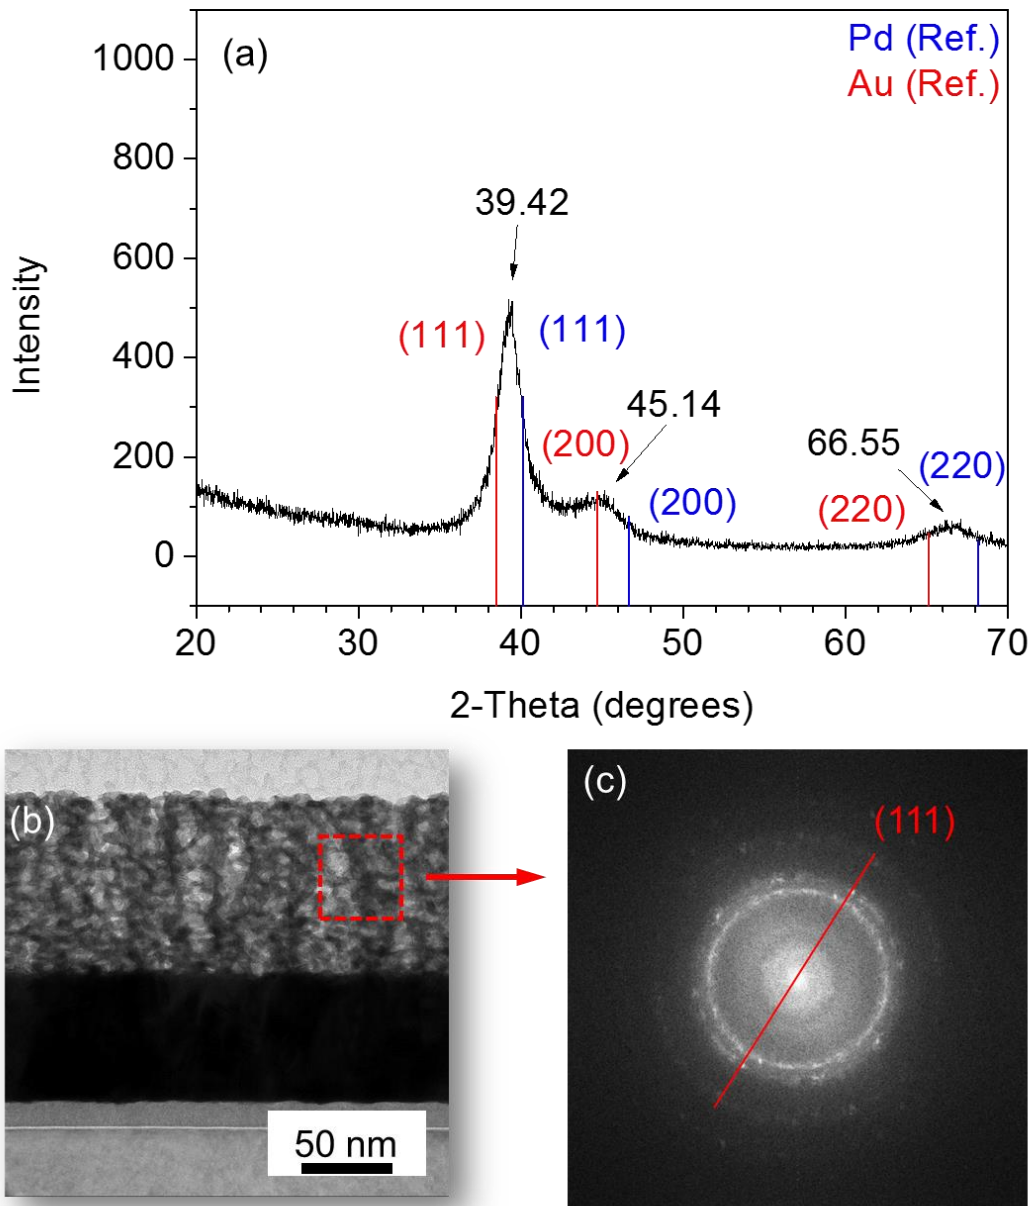 (a)
Pd (Ref.)
Au (Ref.)
1000
800
600
400
200
0
Intensity
39.42
(111)
(111)
45.14
(200)
(200)
66.55
(220)
(220)
20 30 40 50 60 70
2-Theta (degrees)
(b)
50 nm
(c)
(111)